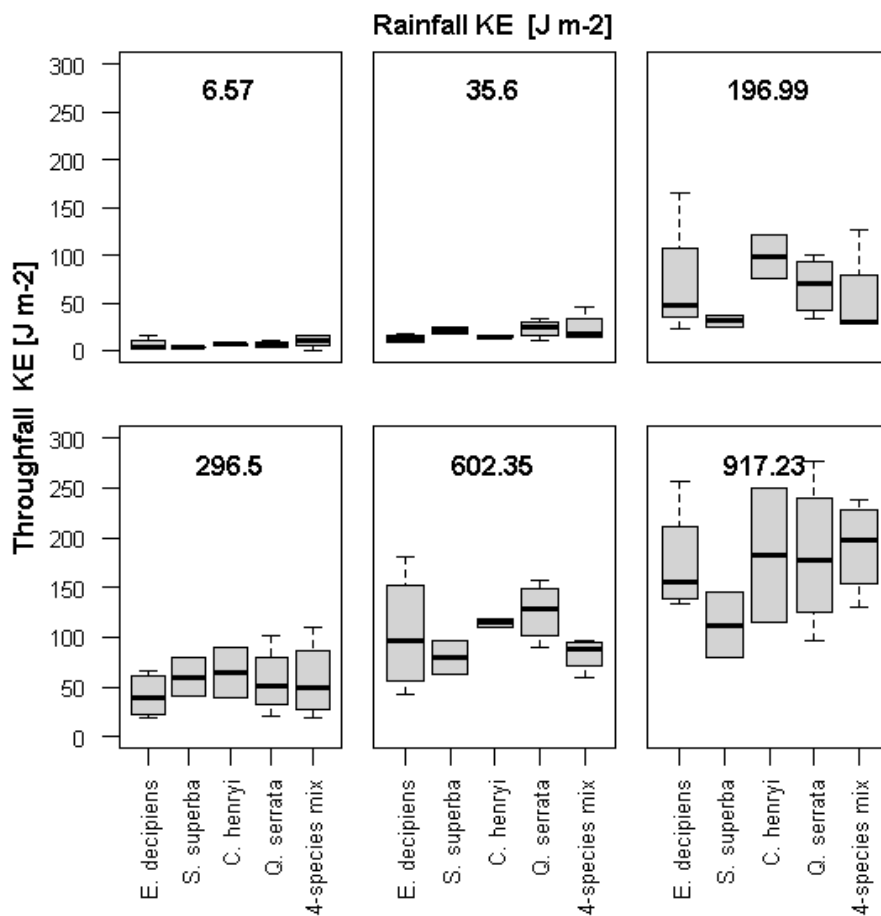 Rainfall KE [J m-2]
Throughfall KE [J m-2]
300
250
200
150
100
50
0
6.57
35.6
196.99
300
250
200
150
100
50
0
296.5
602.35
917.23
E. decipiens
S. superba
C. henryi
Q. serrata
4-species mix
E. decipiens
S. superba
C. henryi
Q. serrata
4-species mix
E. decipiens
S. superba
C. henryi
Q. serrata
4-species mix